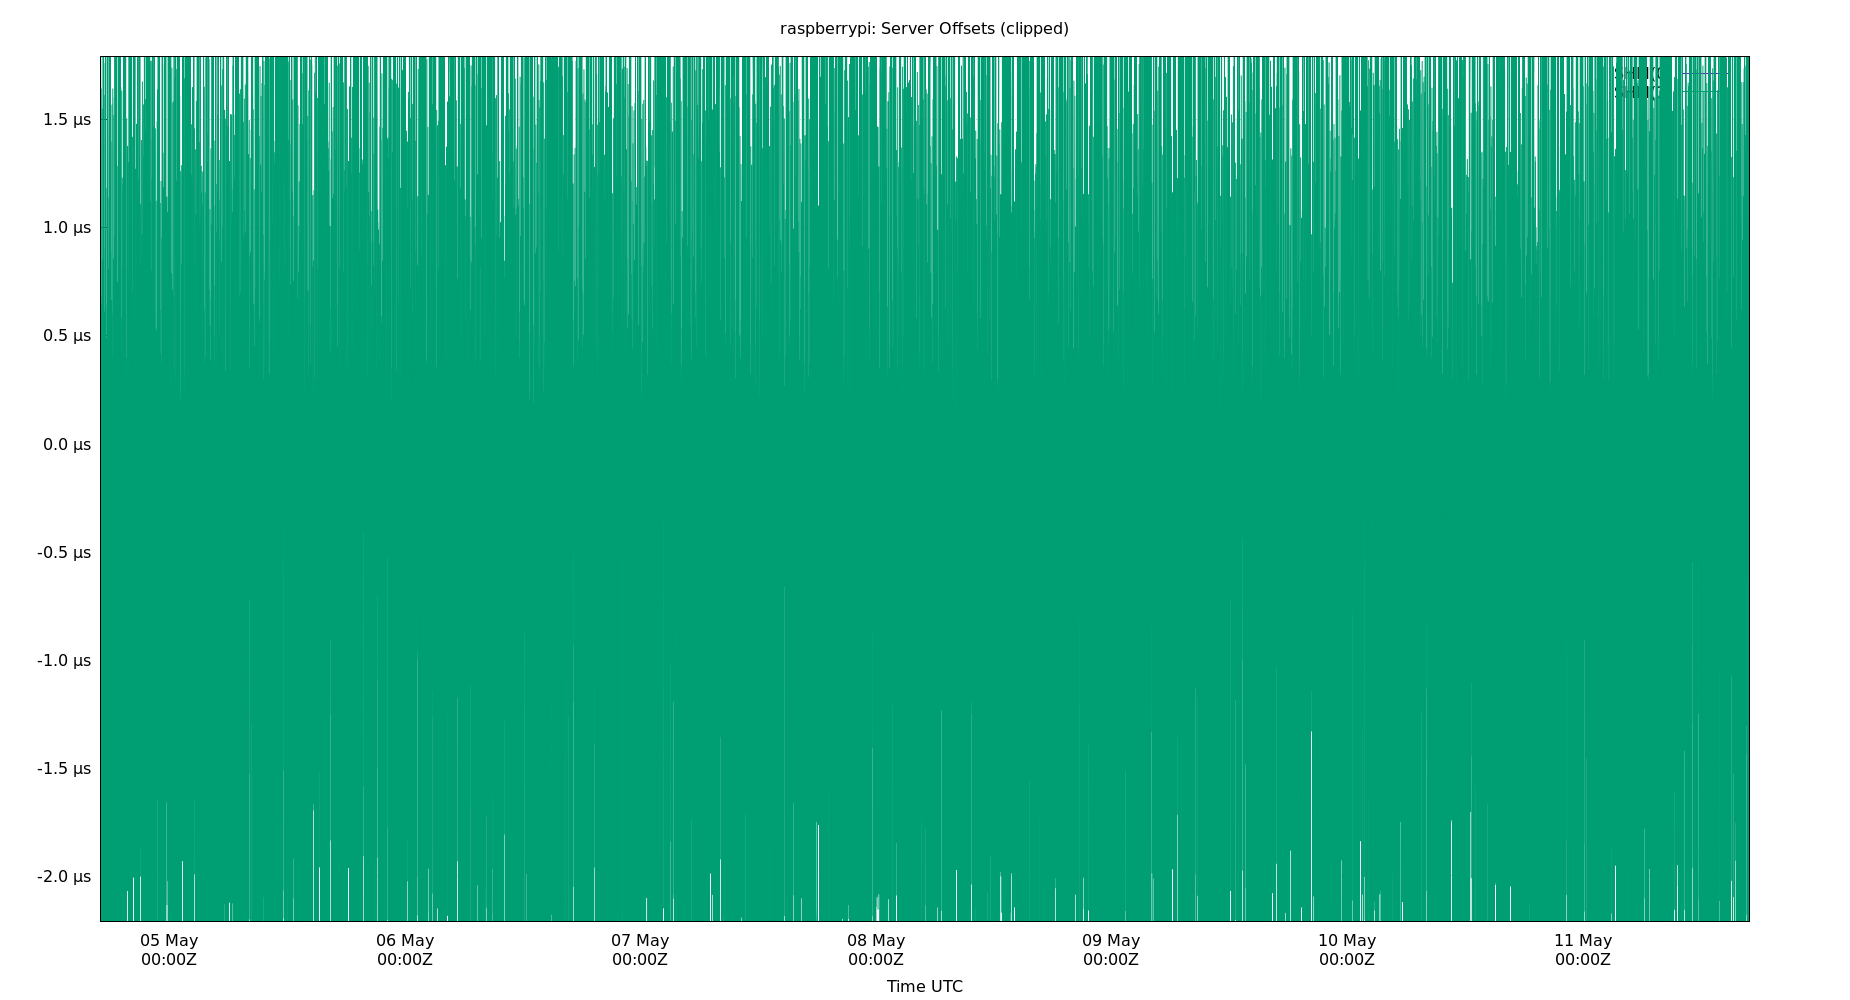 raspberrypi: Server Offsets (clipped)
1.5 µs
1.0 µs
0.5 µs
0.0 µs
-0.5 µs
-1.0 µs
-1.5 µs
-2.0 µs
05 May
00:00Z
06 May
00:00Z
07 May
00:00Z
08 May
00:00Z
09 May
00:00Z
10 May
00:00Z
11 May
00:00Z
Time UTC